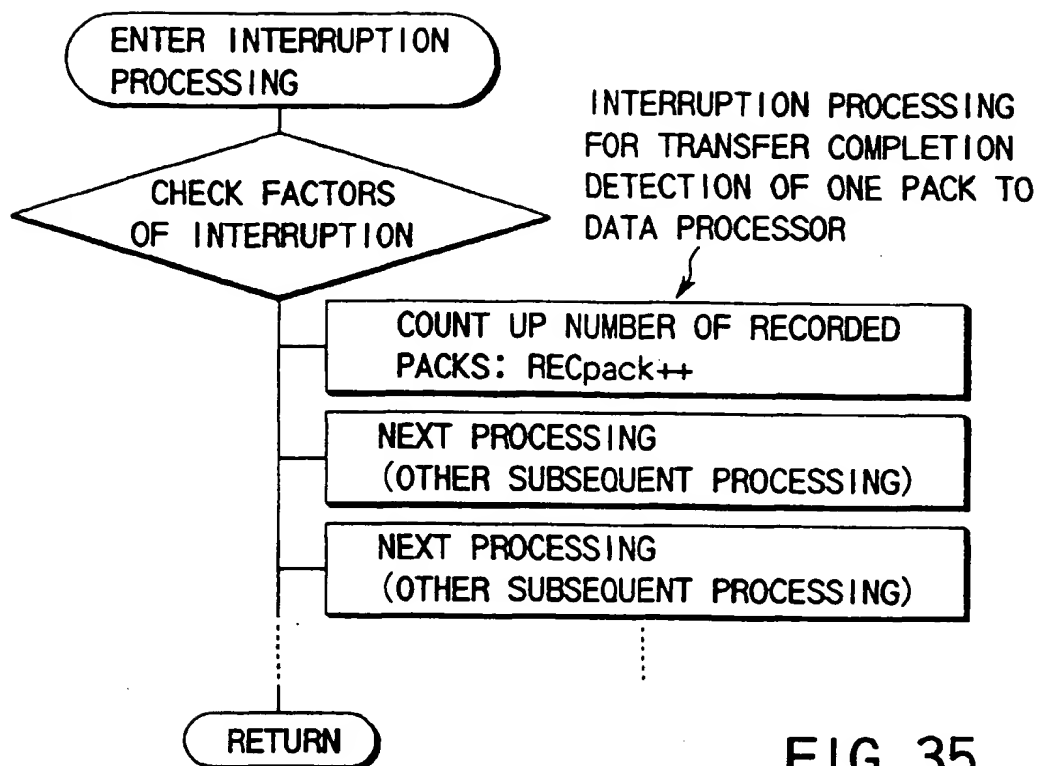 ENTER INTERRUPTION
PROCESSING
CHECK FACTORS
OF INTERRUPTION
INTERRUPTION PROCESSING
FOR TRANSFER COMPLETION
DETECTION OF ONE PACK TO
DATA PROCESSOR
COUNT UP NUMBER OF RECORDED
PACKS: RECpack++
NEXT PROCESSING
(OTHER SUBSEQUENT PROCESSING)
NEXT PROCESSING
(OTHER SUBSEQUENT PROCESSING)
RETURN
FIG. 35